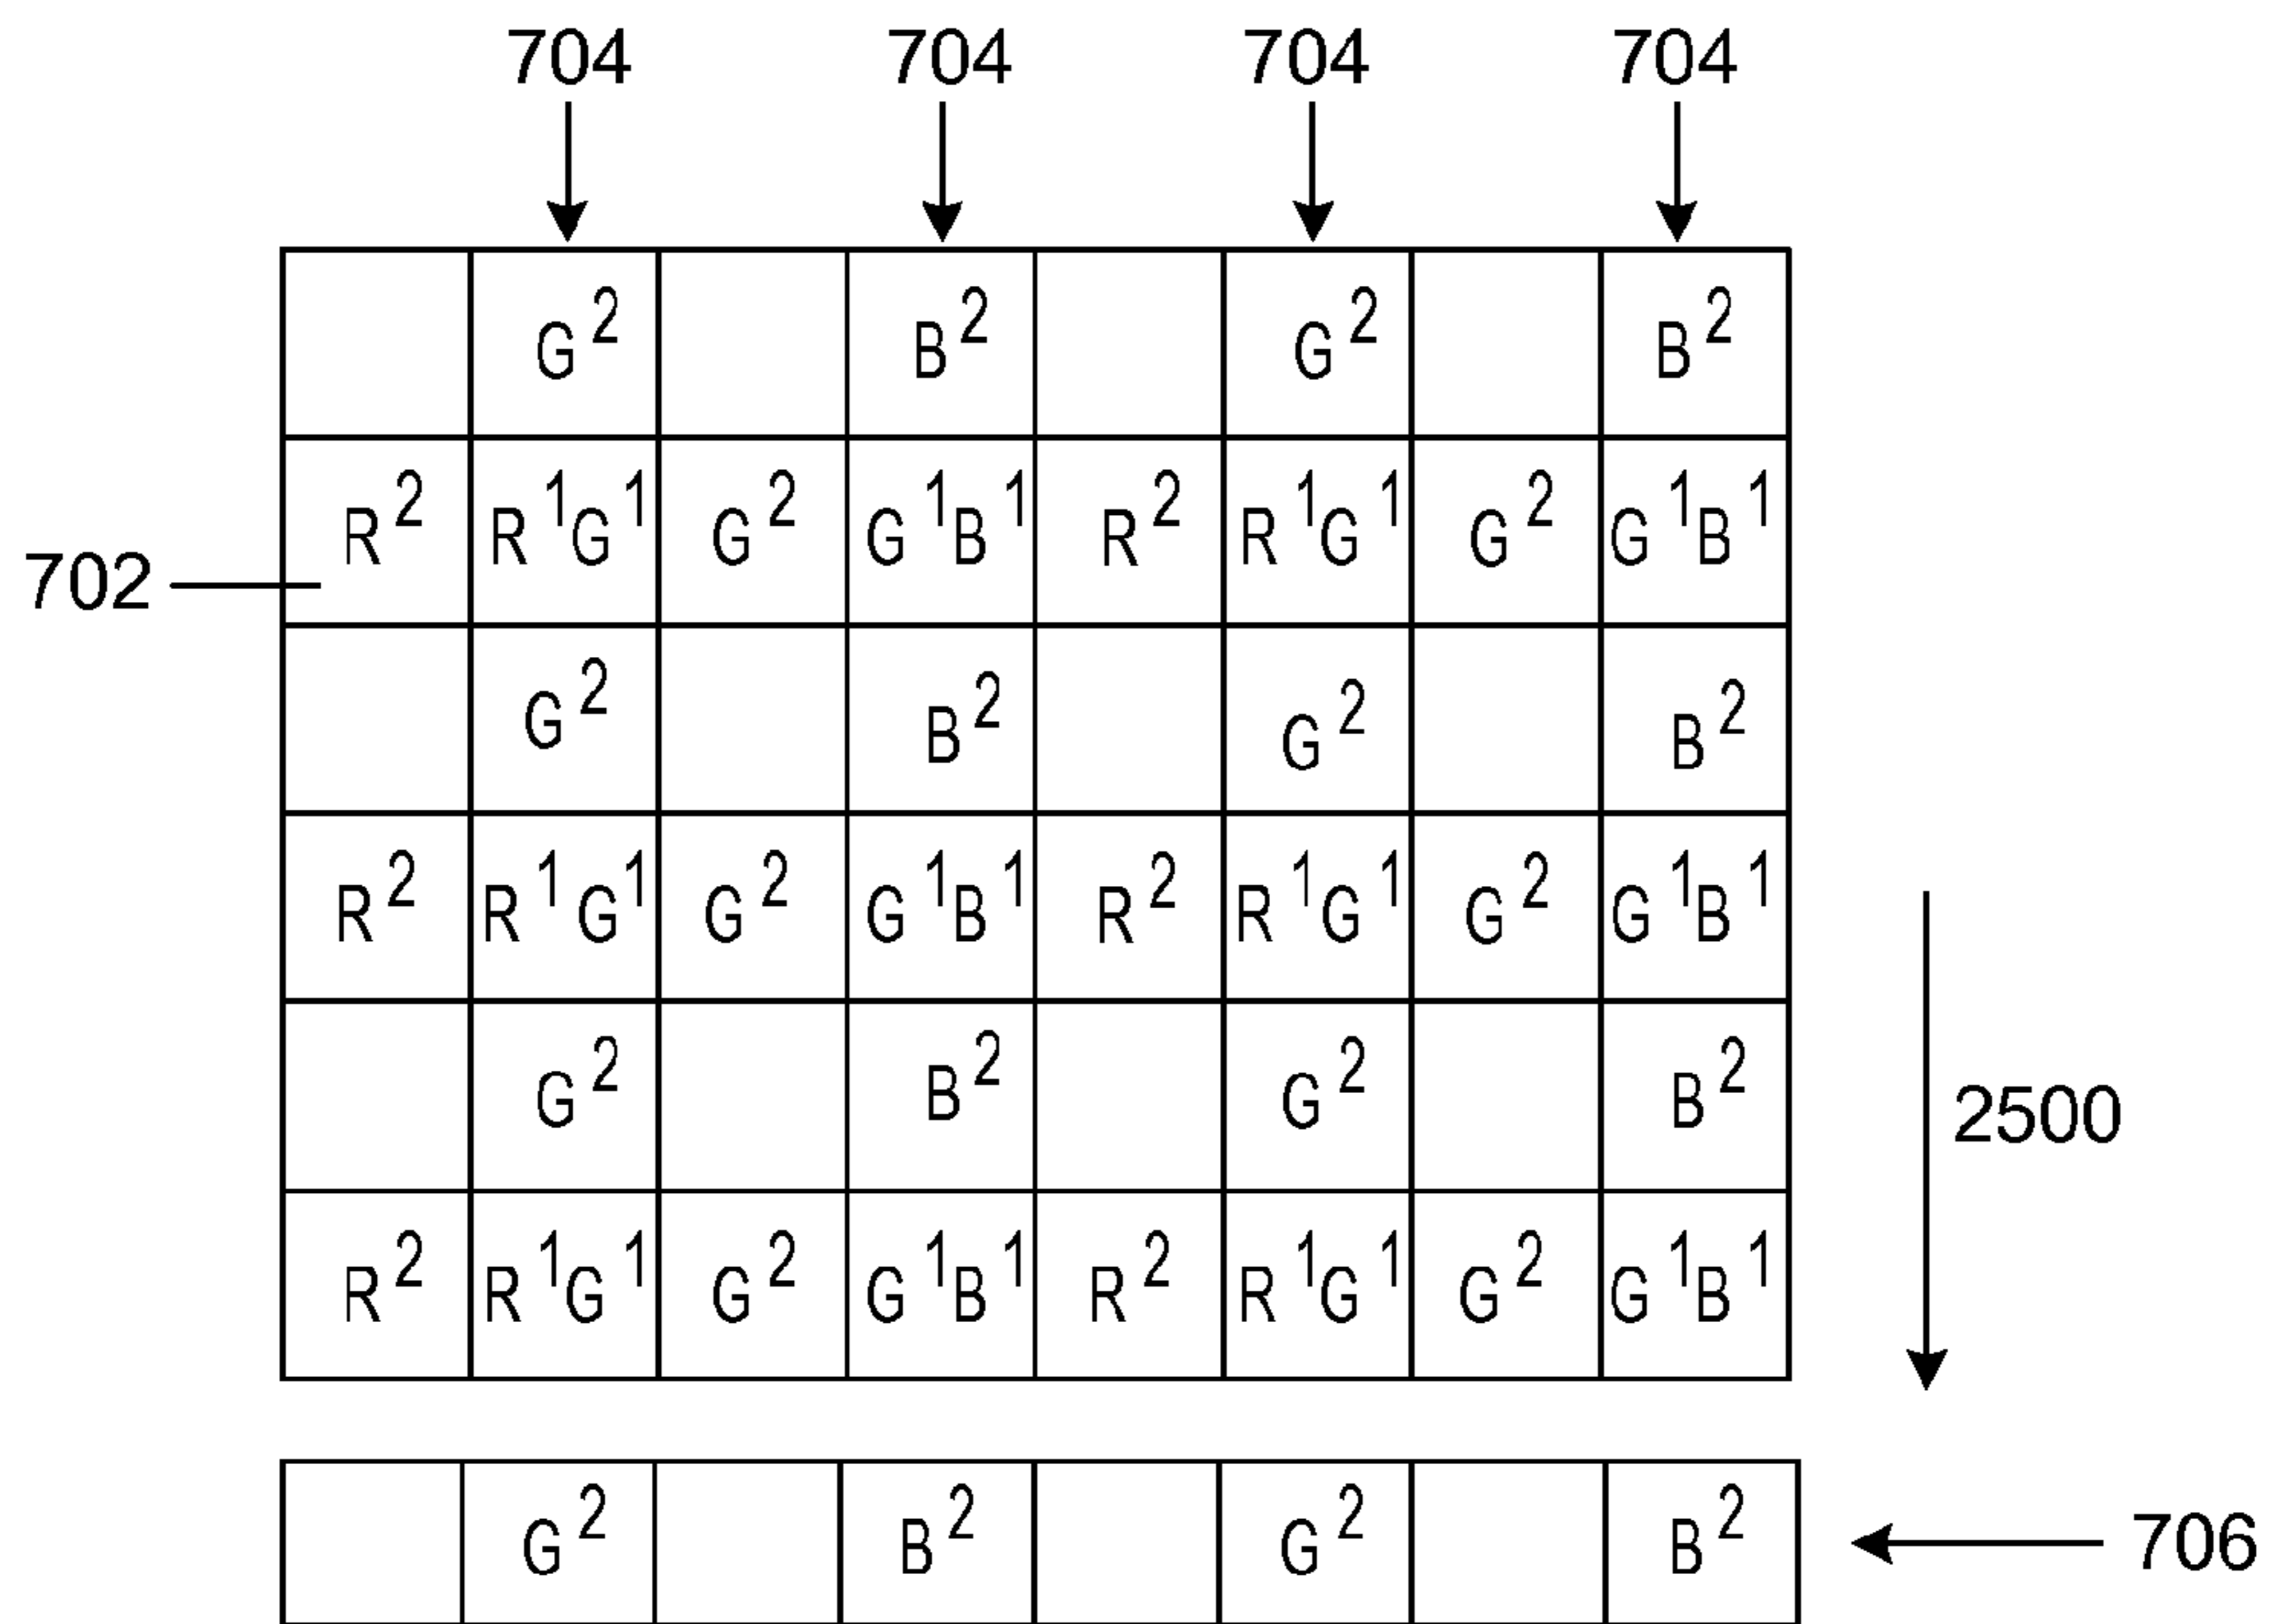 704 704 704 704
G² B² G² B²
R² R¹G¹ G² G¹B¹ R² R¹G¹ G² G¹B¹
702
G² B² G² B²
R² R¹G¹ G² G¹B¹ R² R¹G¹ G² G¹B¹
G² B² G² B²
2500
R² R¹G¹ G² G¹B¹ R² R¹G¹ G² G¹B¹
G² B² G² B² 706